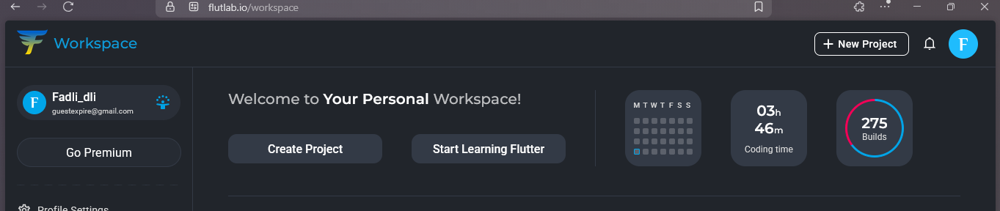 flutlab.io/workspace
Workspace
+ New Project
F
F
Fadli_dli
guestexpire@gmail.com
Go Premium
Profile Settings
Welcome to Your Personal Workspace!
Create Project
Start Learning Flutter
M T W T F S S
03h
46m
Coding time
275
Builds